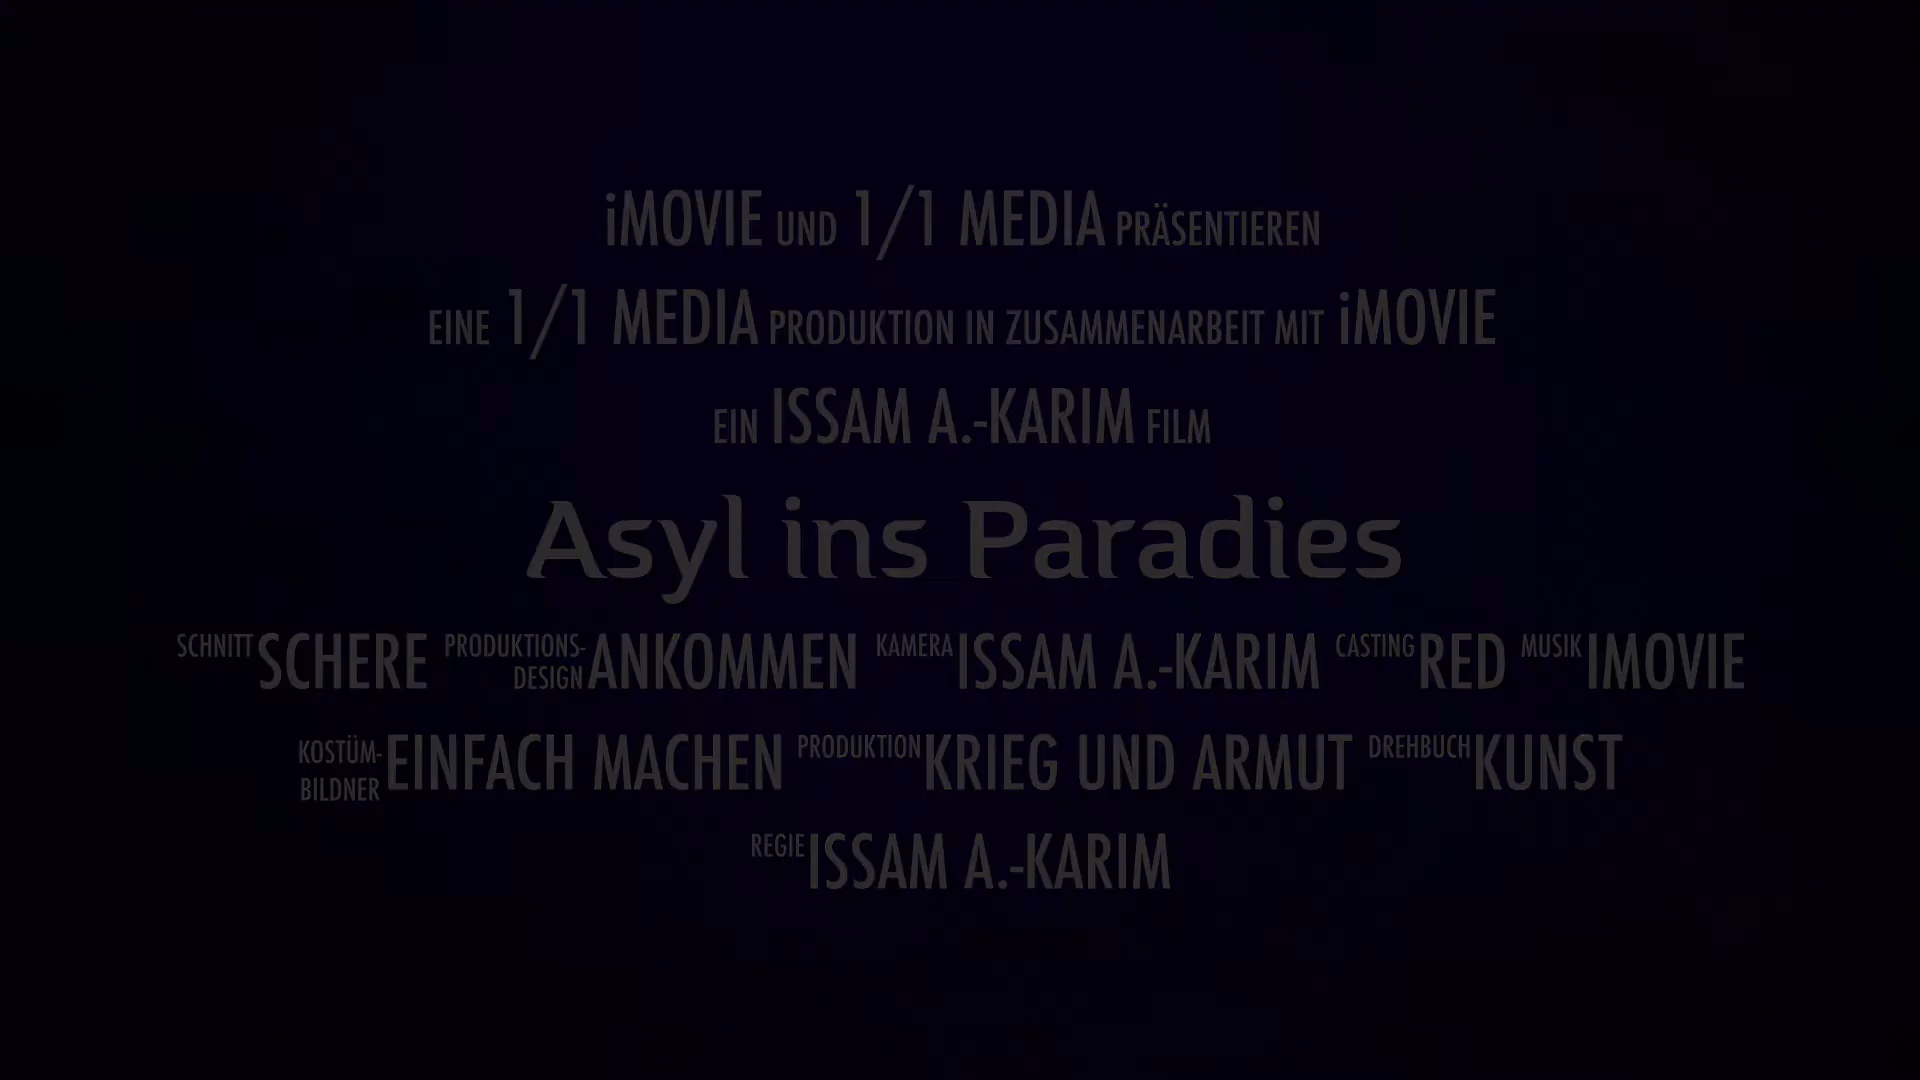 iMOVIE UND 1/1 MEDIA PRÄSENTIEREN
EINE 1/1 MEDIA PRODUKTION IN ZUSAMMENARBEIT MIT iMOVIE
EIN ISSAM A.-KARIM FILM
Asyl ins Paradies
SCHNITT SCHERE PRODUKTIONS-DESIGN ANKOMMEN KAMERA ISSAM A.-KARIM CASTING RED MUSIK IMOVIE
KOSTÜM-BILDNER EINFACH MACHEN PRODUKTION KRIEG UND ARMUT DREHBUCH KUNST
REGIE ISSAM A.-KARIM